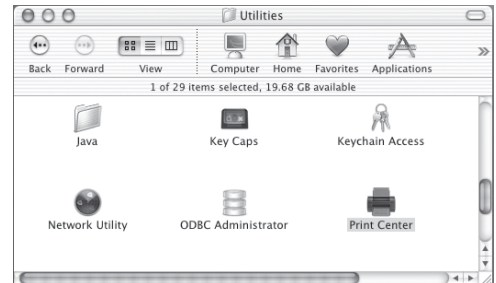 Utilities
Back Forward View Computer Home Favorites Applications
1 of 29 items selected, 19.68 GB available
Java Key Caps Keychain Access
Network Utility ODBC Administrator Print Center